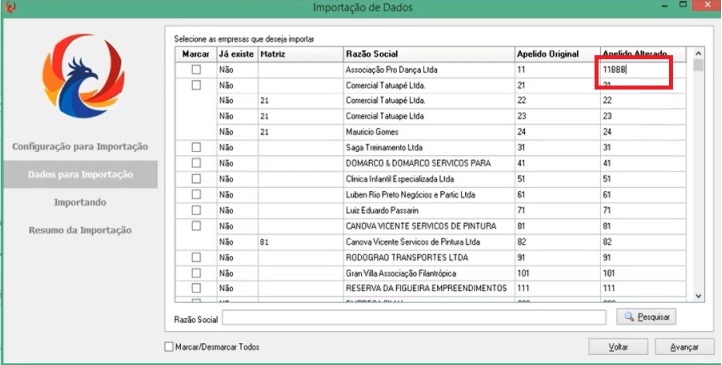 Importação de Dados
Selecione as empresas que deseja importar
Marcar Já existe Matriz Razão Social Apelido Original Apelido Alterado
Não Associação Pro Dança Ltda 11 11BBB
Não Comercial Tatuapé Ltda. 21 21
Não 21 Comercial Tatuapé Ltda. 22 22
Não 21 Comercial Tatuapé Ltda 23 23
Não 21 Mauricio Gomes 24 24
Não Saga Treinamento Ltda 31 31
Não DOMARCO & DOMARCO SERVICOS PARA 41 41
Não Clinica Infantil Especializada Ltda 51 51
Não Luben Rio Preto Negócios e Partic Ltda 61 61
Não Luiz Eduardo Passarin 71 71
Não CANOVA VICENTE SERVICOS DE PINTURA 81 81
Não 81 Canova Vicente Servicos de Pintura Ltda 82 82
Não RODOGRAO TRANSPORTES LTDA 91 91
Não Gran Villa Associação Filantrópica 101 101
Não RESERVA DA FIGUEIRA EMPREENDIMENTOS 111 111
Configuração para Importação
Dados para Importação
Importando
Resumo da Importação
Razão Social
Pesquisar
Marcar/Desmarcar Todos
Voltar
Avançar